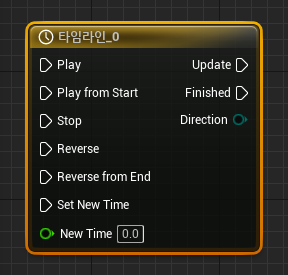 타임라인_0
Play Update
Play from Start Finished
Stop Direction
Reverse
Reverse from End
Set New Time
New Time 0.0